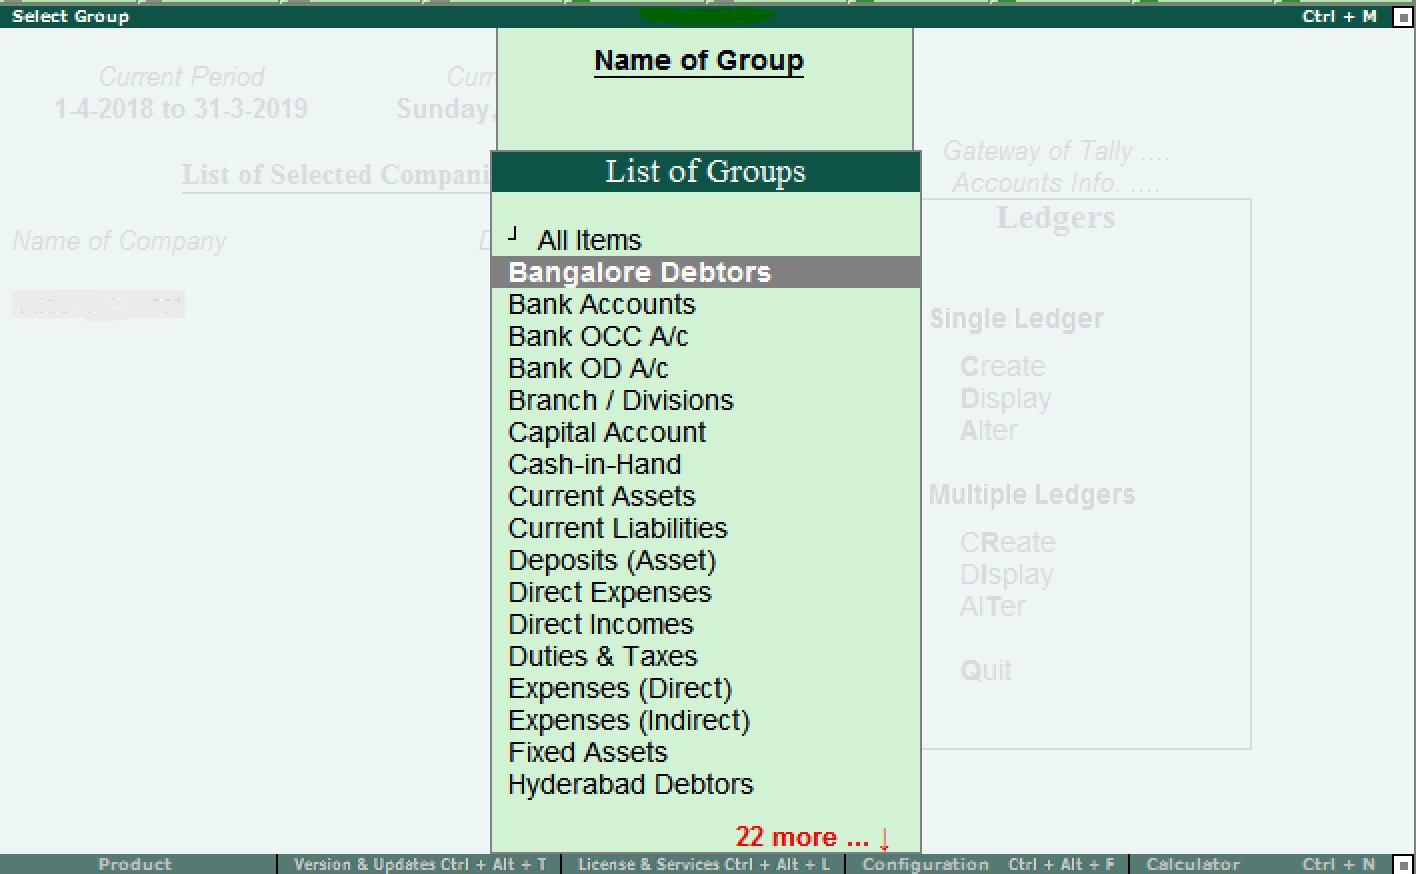 Select Group Ctrl + M
Name of Group
Current Period Curr
1-4-2018 to 31-3-2019 Sunday,
List of Selected Compani
Name of Company D
List of Groups
All Items
Bangalore Debtors
Bank Accounts
Bank OCC A/c
Bank OD A/c
Branch / Divisions
Capital Account
Cash-in-Hand
Current Assets
Current Liabilities
Deposits (Asset)
Direct Expenses
Direct Incomes
Duties & Taxes
Expenses (Direct)
Expenses (Indirect)
Fixed Assets
Hyderabad Debtors
22 more ... ↓
Gateway of Tally ....
Accounts Info. ....
Ledgers
Single Ledger
Create
Display
Alter
Multiple Ledgers
CReate
DIsplay
AlTer
Quit
Product Version & Updates Ctrl + Alt + T License & Services Ctrl + Alt + L Configuration Ctrl + Alt + F Calculator Ctrl + N